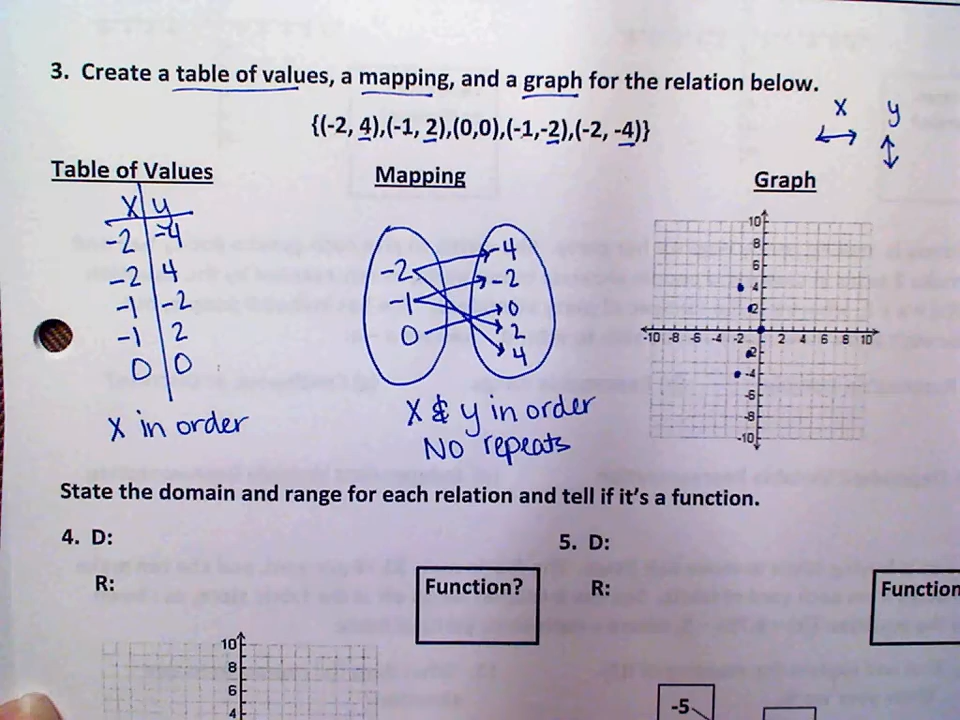 3. Create a table of values, a mapping, and a graph for the relation below.
{(-2, 4),(-1, 2),(0,0),(-1,-2),(-2, -4)}
x y
Table of Values
Mapping
Graph
x y
-2 -4
-2 4
-1 -2
-1 2
0 0
X in order
-2
-1
0
-4
-2
0
2
4
X & y in order
NO repeats
10
8
6
4
2
-10 -8 -6 -4 -2 2 4 6 8 10
-2
-4
-6
-8
-10
State the domain and range for each relation and tell if it's a function.
4. D:
R:
Function?
5. D:
R:
Function
10
8
6
4
-5